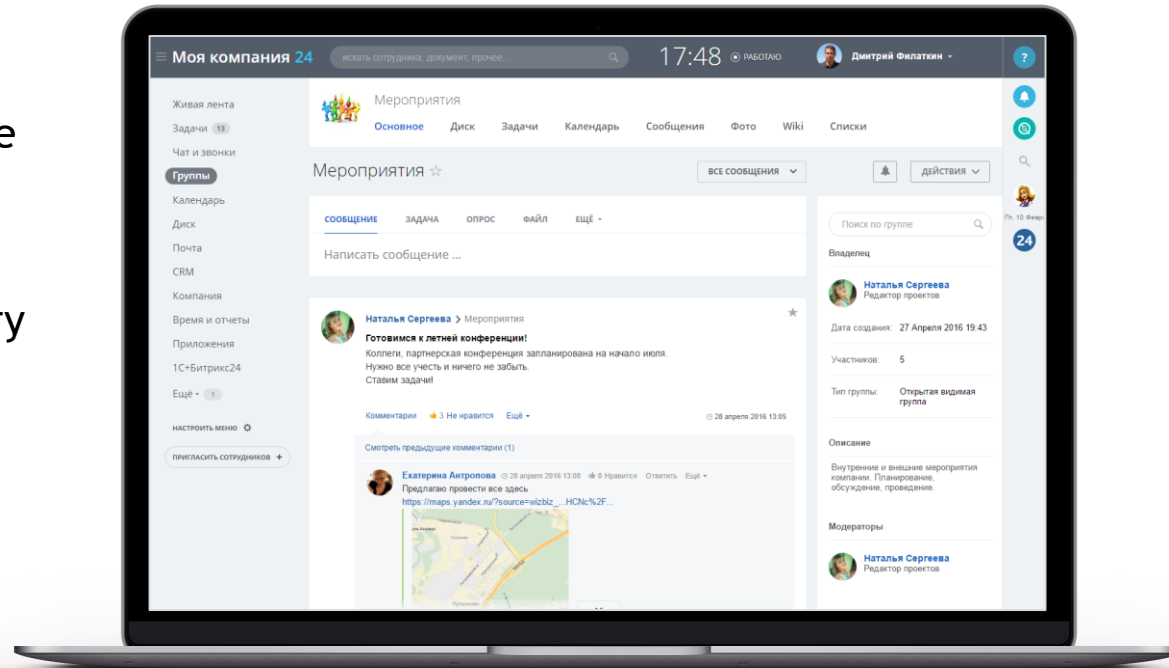 е
ту
Моя компания 24
искать сотрудника, документ, прочее...
17:48
РАБОТАЮ
Дмитрий Филаткин
?
Живая лента
Задачи 13
Чат и звонки
Группы
Календарь
Диск
Почта
CRM
Компания
Время и отчеты
Приложения
1С+Битрикс24
Ещё 1
НАСТРОИТЬ МЕНЮ
ПРИГЛАСИТЬ СОТРУДНИКОВ +
Мероприятия
Основное Диск Задачи Календарь Сообщения Фото Wiki Списки
Мероприятия
ВСЕ СООБЩЕНИЯ
ДЕЙСТВИЯ
СООБЩЕНИЕ ЗАДАЧА ОПРОС ФАЙЛ ЕЩЁ
Написать сообщение ...
Наталья Сергеева > Мероприятия
Готовимся к летней конференции!
Коллеги, партнерская конференция запланирована на начало июля.
Нужно все учесть и ничего не забыть.
Ставим задачи!
Комментарии 3 Не нравится Ещё
28 апреля 2016 13:05
Смотреть предыдущие комментарии (1)
Екатерина Антропова 28 апреля 2016 13:08 0 Нравится Ответить Ещё
Предлагаю провести все здесь
https://maps.yandex.ru/?source=wizbiz_...HCNc%2F...
Поиск по группе
Владелец
Наталья Сергеева
Редактор проектов
Дата создания: 27 Апреля 2016 19:43
Участников: 5
Тип группы: Открытая видимая
группа
Описание
Внутренние и внешние мероприятия
компании. Планирование,
обсуждение, проведение.
Модераторы
Наталья Сергеева
Редактор проектов
Пт, 10 Февр
24